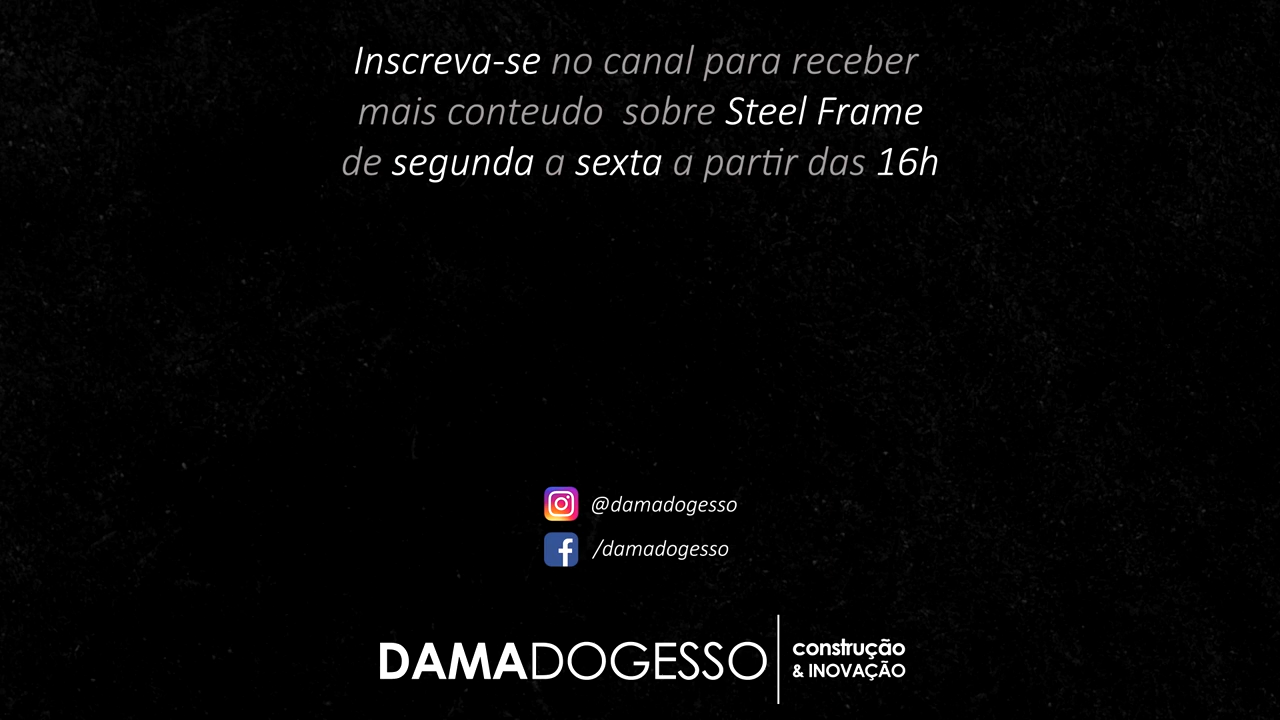 Inscreva-se no canal para receber
mais conteudo sobre Steel Frame
de segunda a sexta a partir das 16h
@damadogesso
/damadogesso
DAMADOGESSO
construção
& INOVAÇÃO